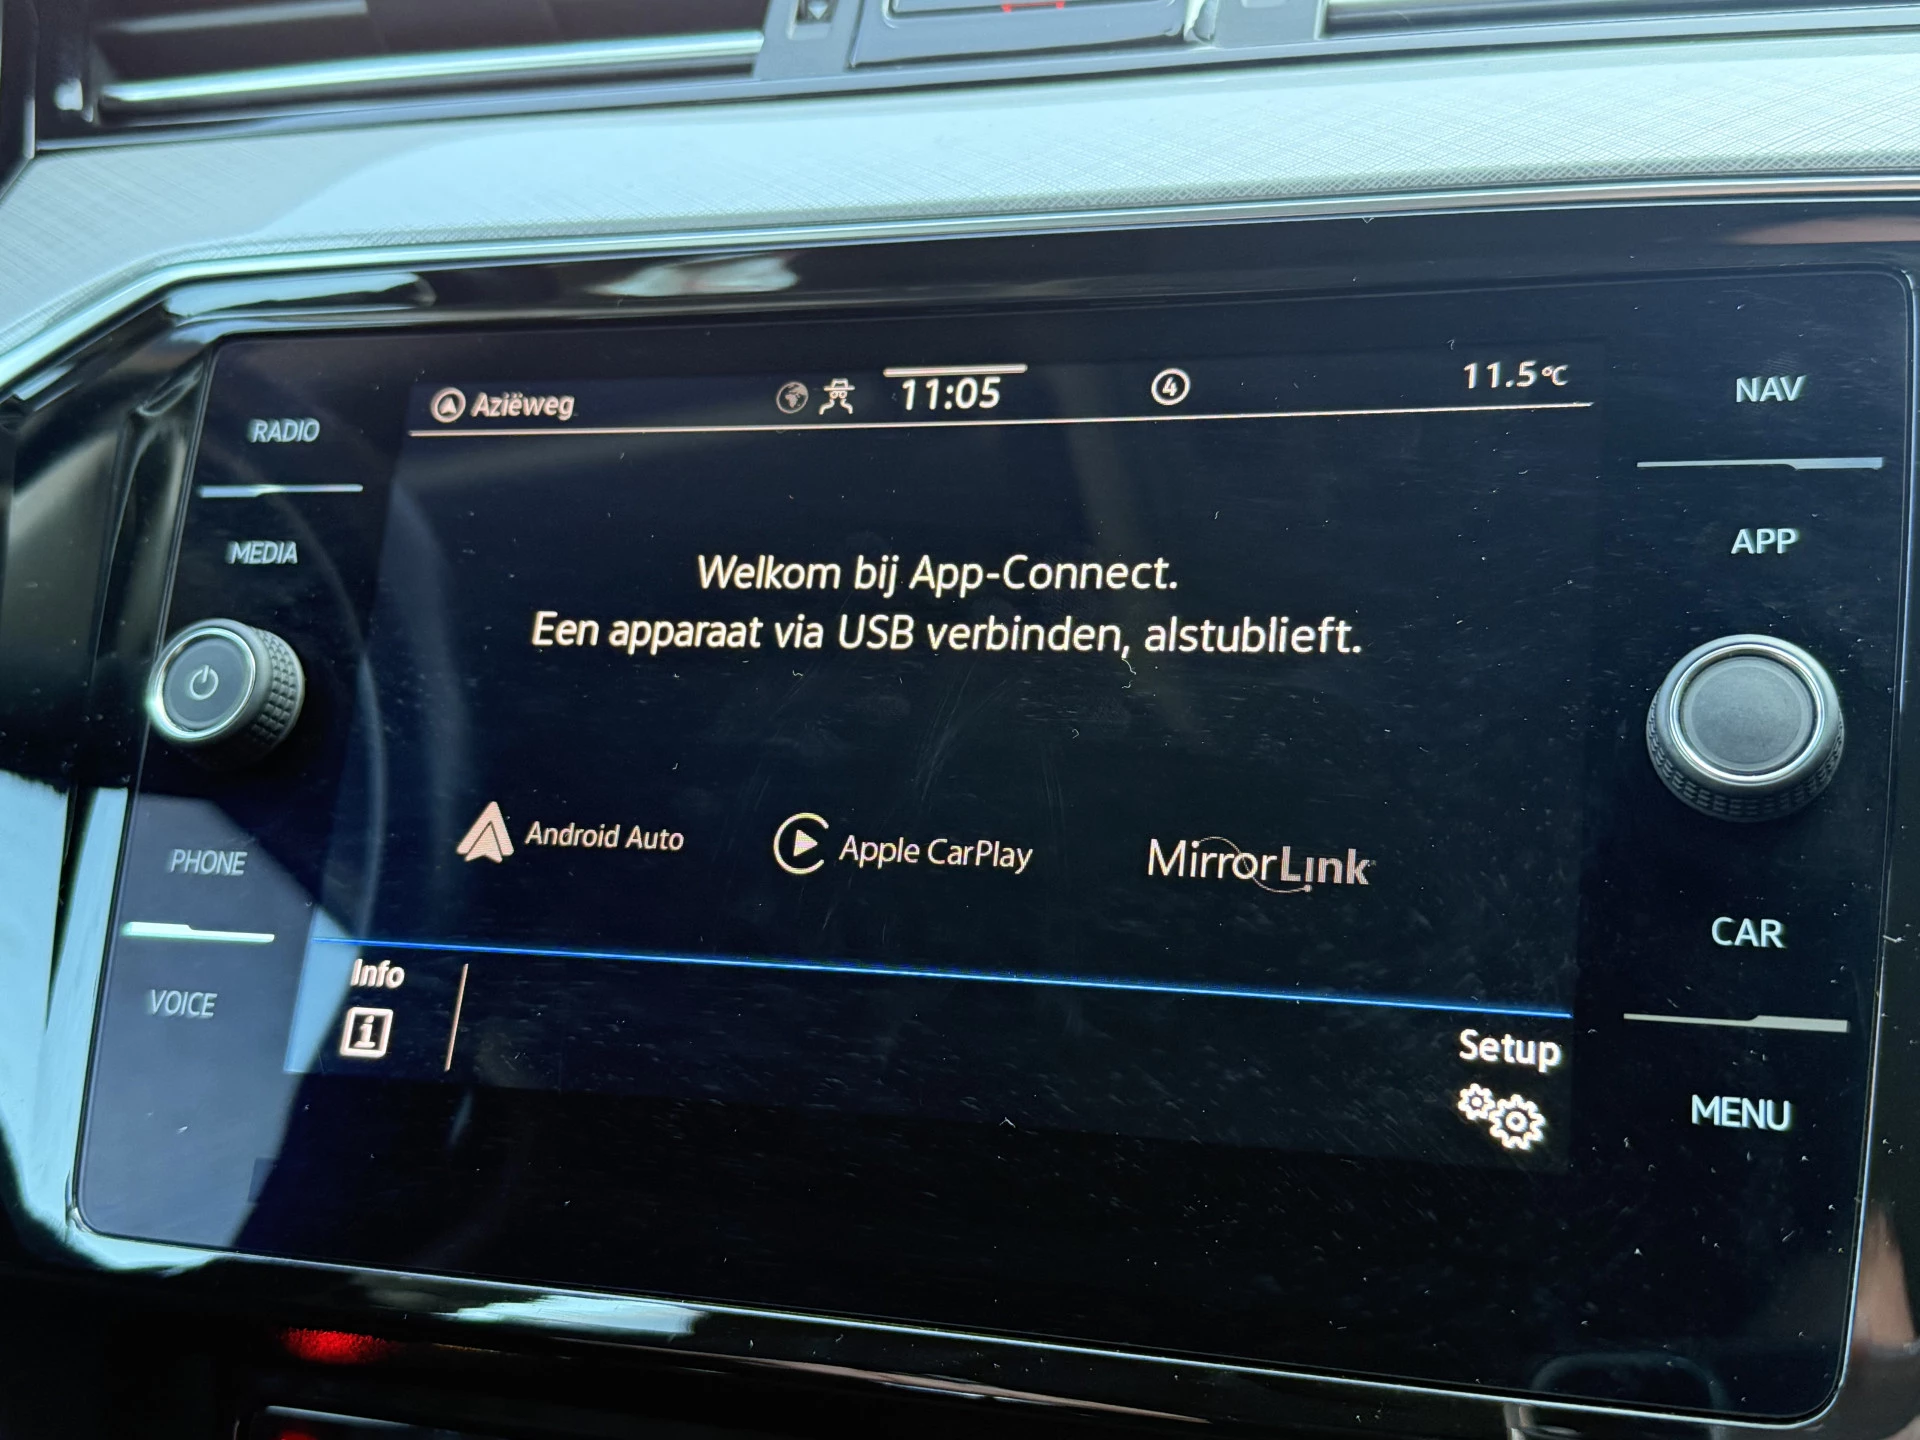 Aziëweg 11:05 4 11.5°C
RADIO
MEDIA
NAV
APP
Welkom bij App-Connect.
Een apparaat via USB verbinden, alstublieft.
Android Auto Apple CarPlay MirrorLink
PHONE
VOICE
CAR
MENU
Info
i
Setup